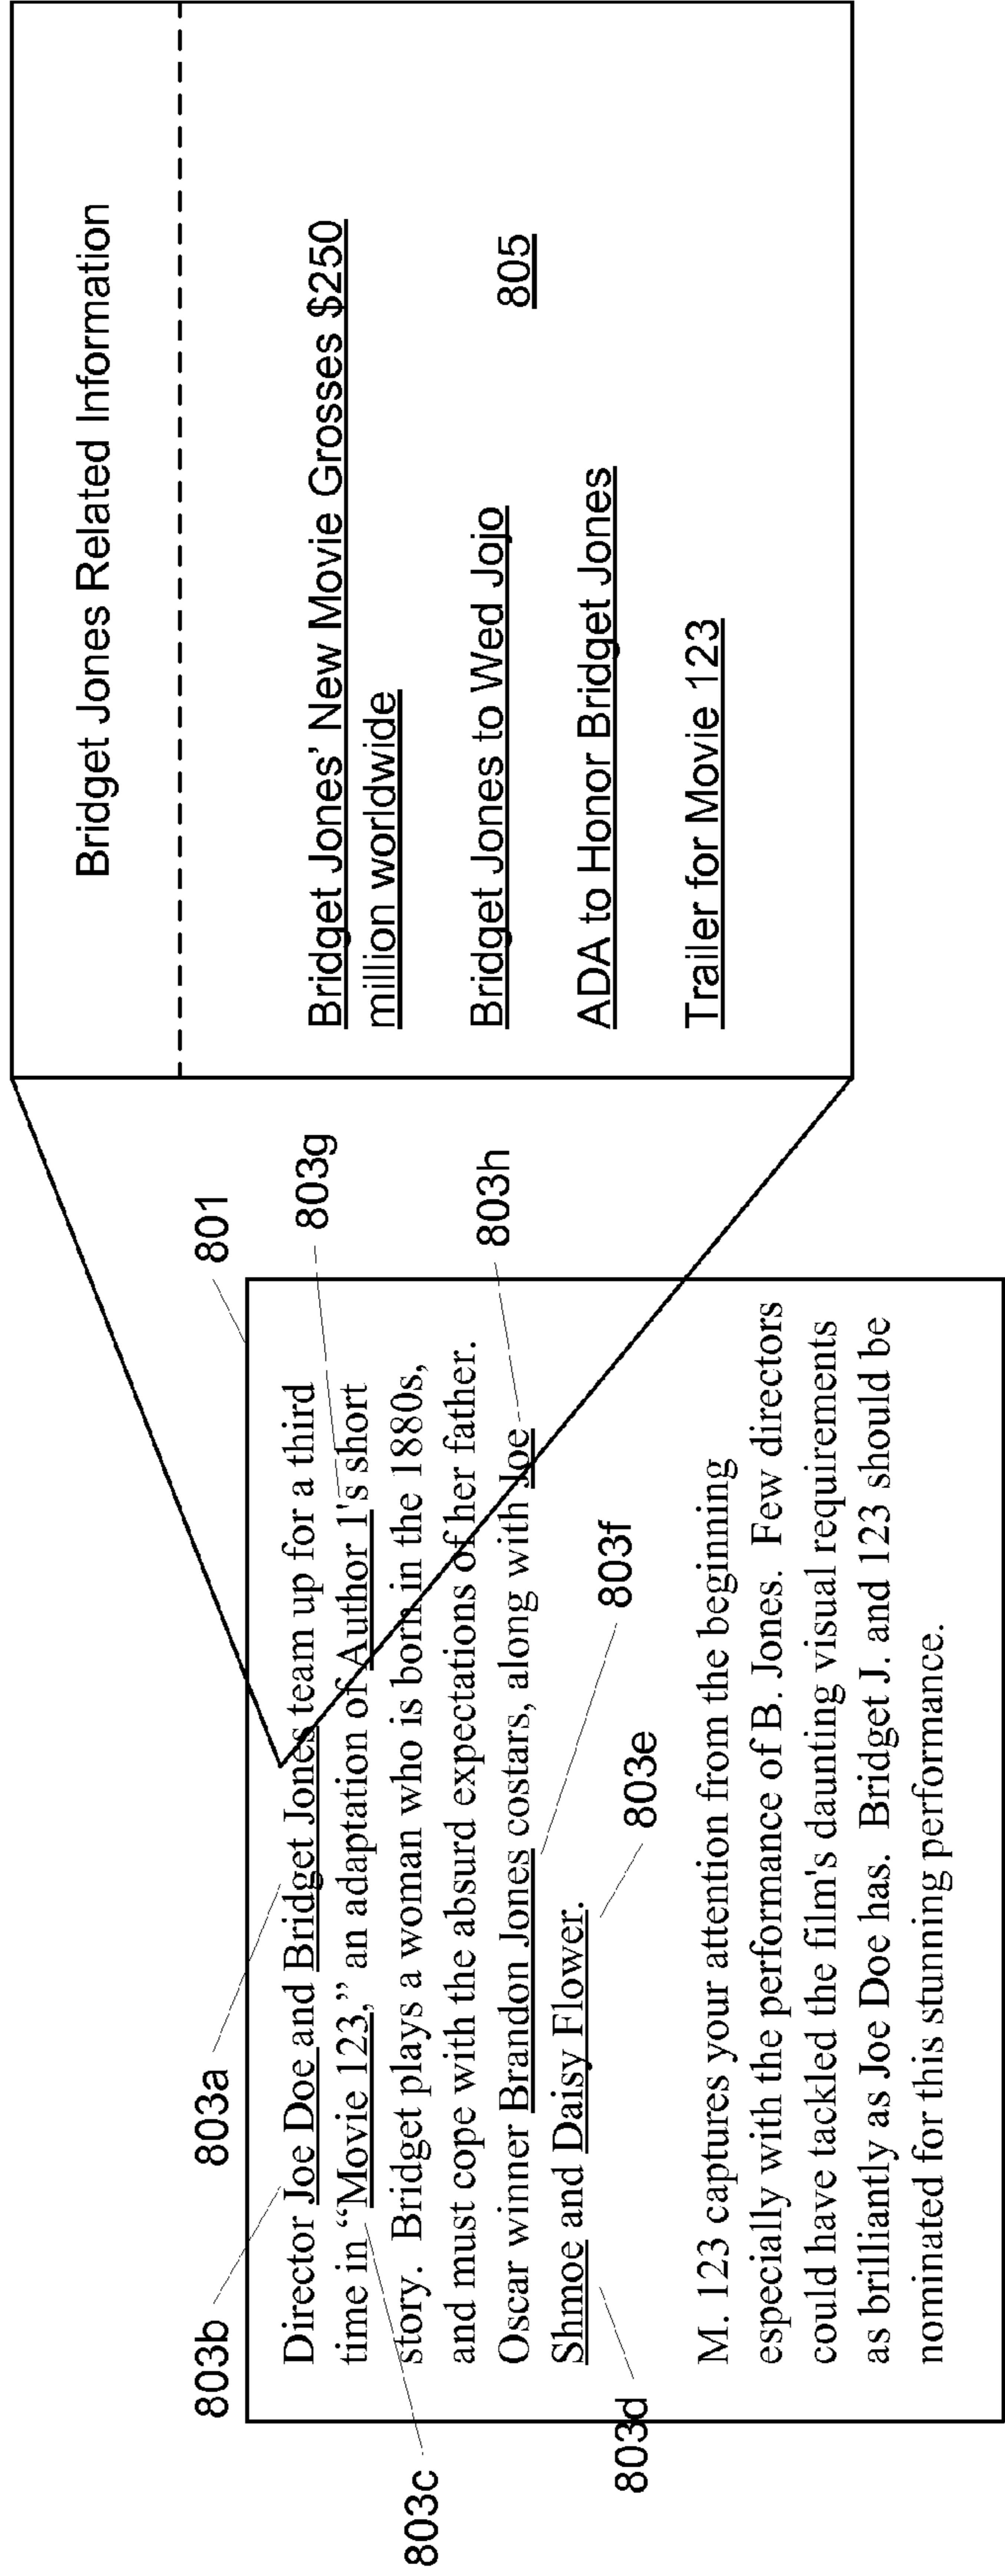 Bridget Jones Related Information
Bridget Jones’ New Movie Grosses $250
million worldwide
Bridget Jones to Wed Jojo
805
ADA to Honor Bridget Jones
Trailer for Movie 123
803b
803a
801
803g
803h
803c
803d
803e
803f
Director Joe Doe and Bridget Jones team up for a third
time in “Movie 123,” an adaptation of Author 1's short
story. Bridget plays a woman who is born in the 1880s,
and must cope with the absurd expectations of her father.
Oscar winner Brandon Jones costars, along with Joe
Shmoe and Daisy Flower.
M. 123 captures your attention from the beginning
especially with the performance of B. Jones. Few directors
could have tackled the film's daunting visual requirements
as brilliantly as Joe Doe has. Bridget J. and 123 should be
nominated for this stunning performance.